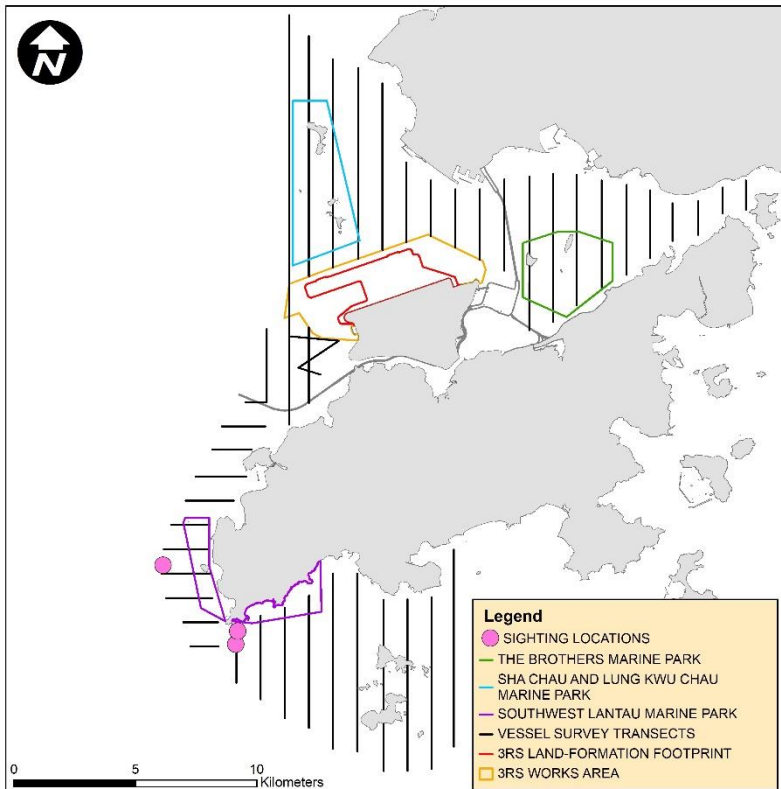 N
Legend
SIGHTING LOCATIONS
THE BROTHERS MARINE PARK
SHA CHAU AND LUNG KWU CHAU
MARINE PARK
SOUTHWEST LANTAU MARINE PARK
VESSEL SURVEY TRANSECTS
3RS LAND-FORMATION FOOTPRINT
3RS WORKS AREA
0 5 10
Kilometers